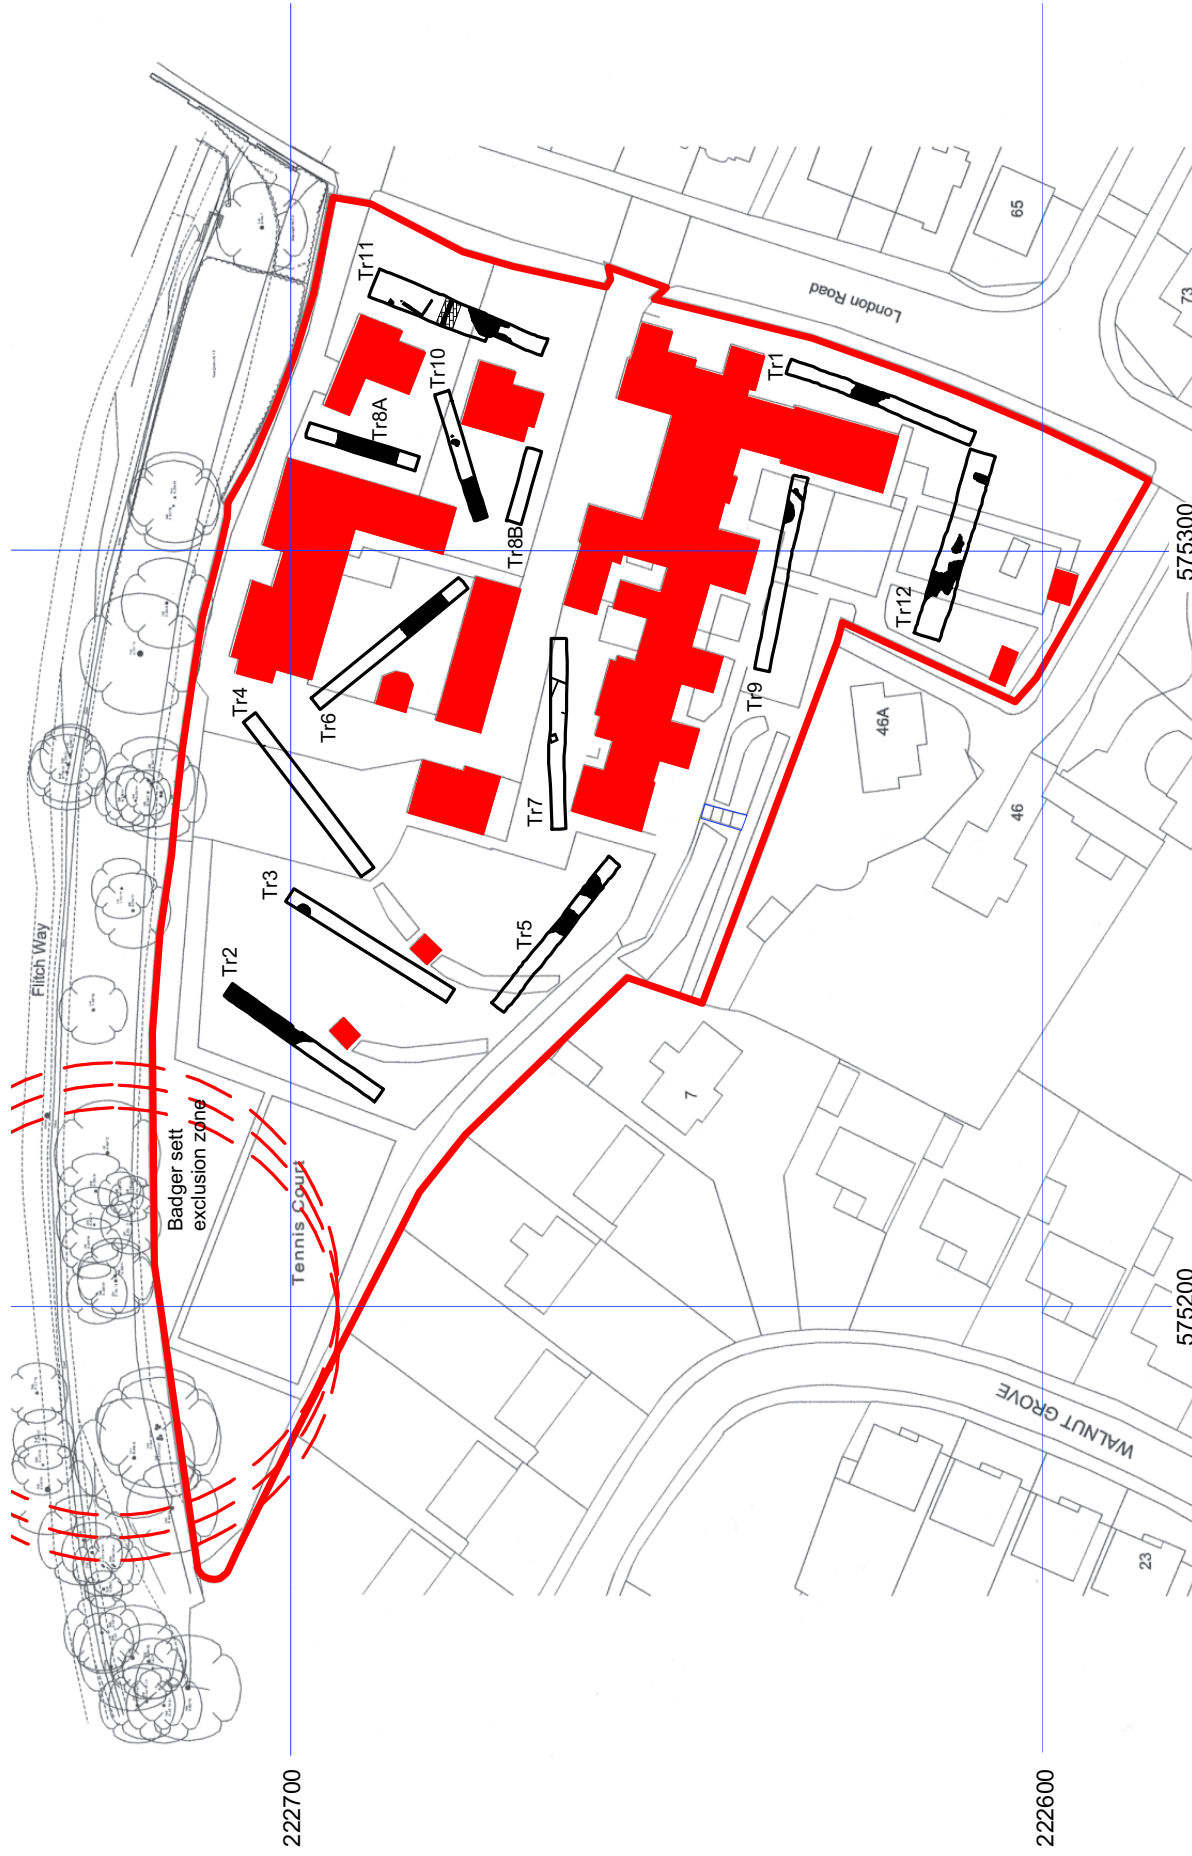 Flitch Way
Badger sett
exclusion zone
Tennis Court
Tr2
Tr3
Tr4
Tr5
Tr6
Tr7
Tr8A
Tr8B
Tr9
Tr10
Tr11
Tr12
Tr1
London Road
WALNUT GROVE
65
73
46A
46
7
23
575300
575200
222700
222600